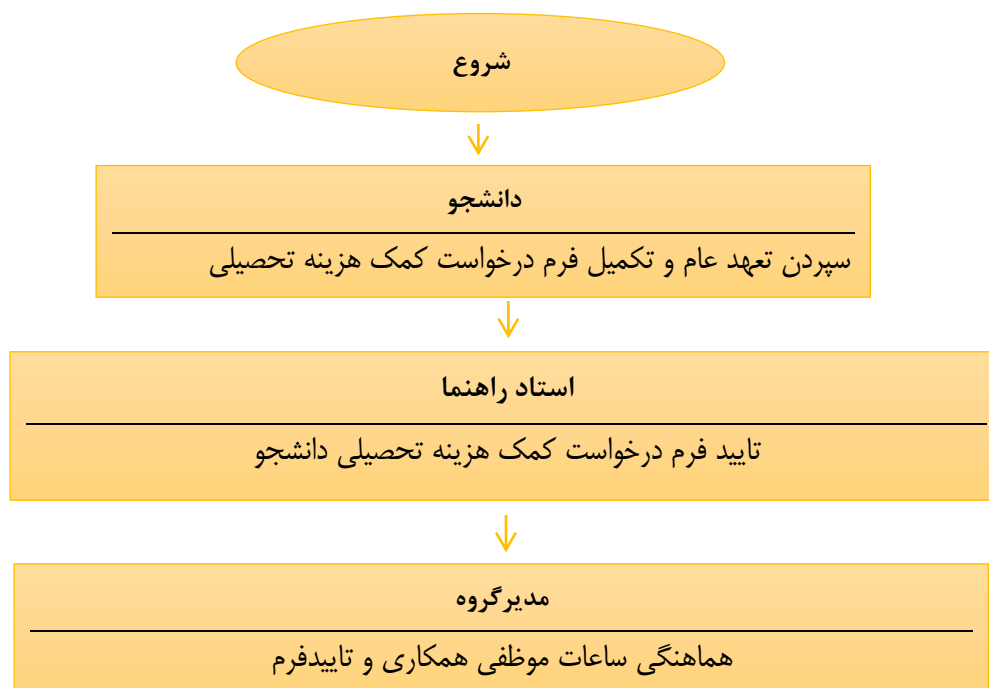 شروع
دانشجو
سپردن تعهد عام و تکمیل فرم درخواست کمک هزینه تحصیلی
استاد راهنما
تایید فرم درخواست کمک هزینه تحصیلی دانشجو
مدیرگروه
هماهنگی ساعات موظفی همکاری و تاییدفرم